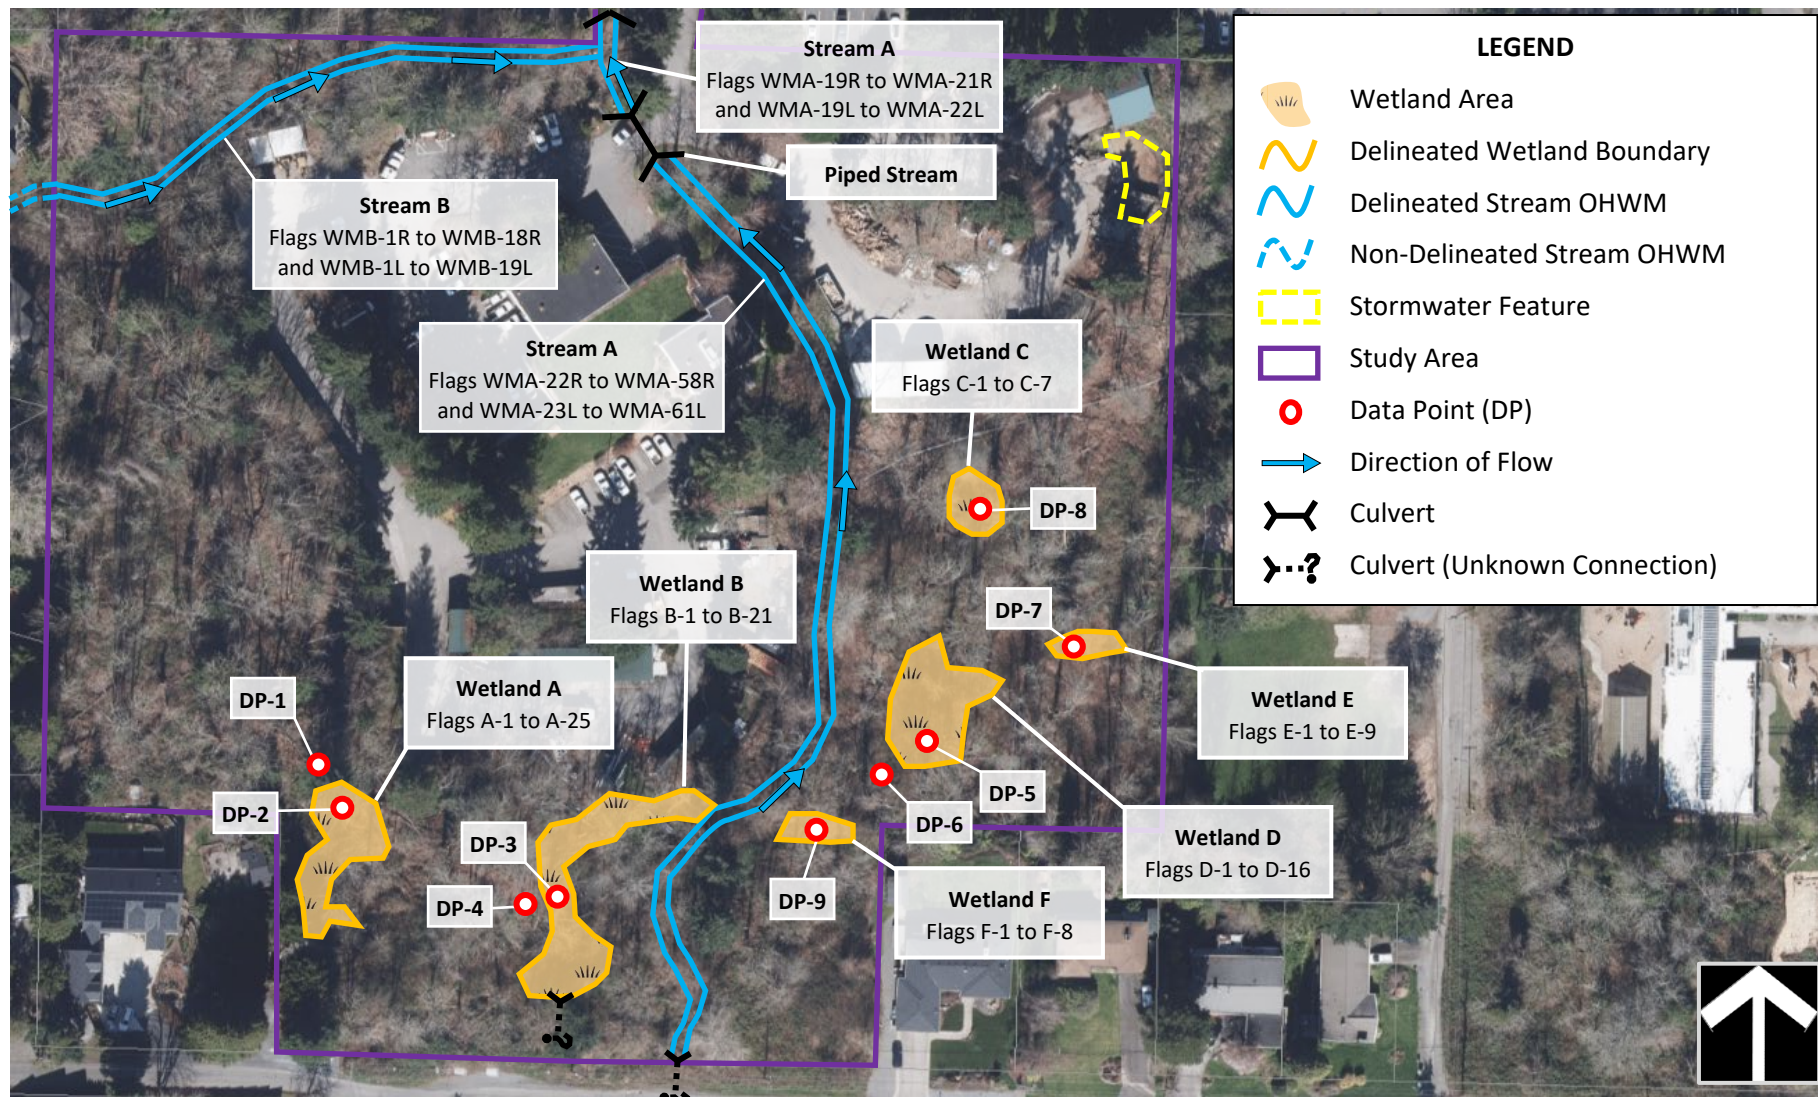 Stream A
Flags WMA-19R to WMA-21R
and WMA-19L to WMA-22L
Piped Stream
Stream B
Flags WMB-1R to WMB-18R
and WMB-1L to WMB-19L
Stream A
Flags WMA-22R to WMA-58R
and WMA-23L to WMA-61L
Wetland C
Flags C-1 to C-7
DP-8
Wetland B
Flags B-1 to B-21
DP-7
Wetland A
Flags A-1 to A-25
DP-1
Wetland E
Flags E-1 to E-9
DP-2
DP-5
DP-6
DP-3
Wetland D
Flags D-1 to D-16
DP-4
DP-9
Wetland F
Flags F-1 to F-8
?
LEGEND
Wetland Area
Delineated Wetland Boundary
Delineated Stream OHWM
Non-Delineated Stream OHWM
Stormwater Feature
Study Area
Data Point (DP)
Direction of Flow
Culvert
? Culvert (Unknown Connection)